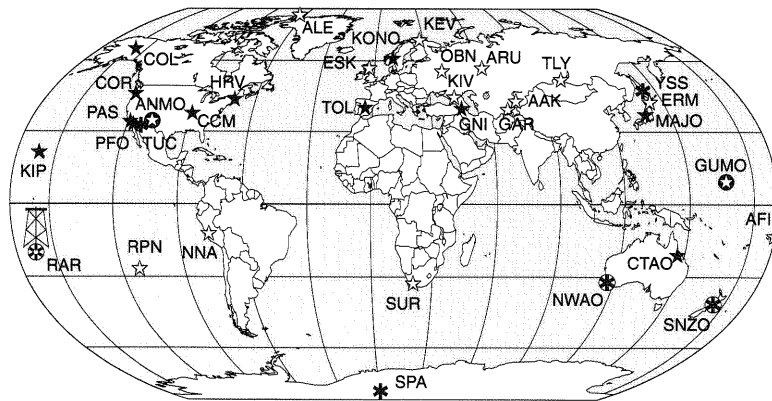 ALE
KEV
KONO
COL
ESK
OBN
ARU
TLY
COR
HRV
KIV
YSS
ERM
PAS
ANMO
TOL
AAK
CCM
GNI
GAR
MAJO
PFO
TUC
KIP
GUMO
AFI
RAR
RPN
NNA
CTAO
SUR
NWAO
SNZO
SPA